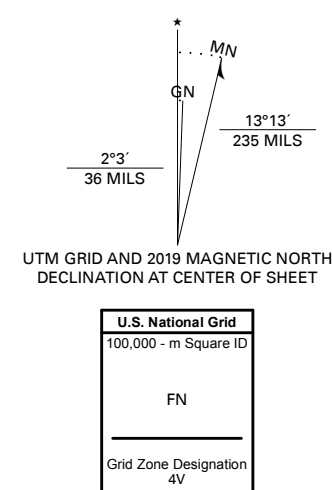 ★
MN
GN
13°13´
235 MILS
2°3´
36 MILS
UTM GRID AND 2019 MAGNETIC NORTH
DECLINATION AT CENTER OF SHEET
U.S. National Grid
100,000 - m Square ID
FN
Grid Zone Designation
4V